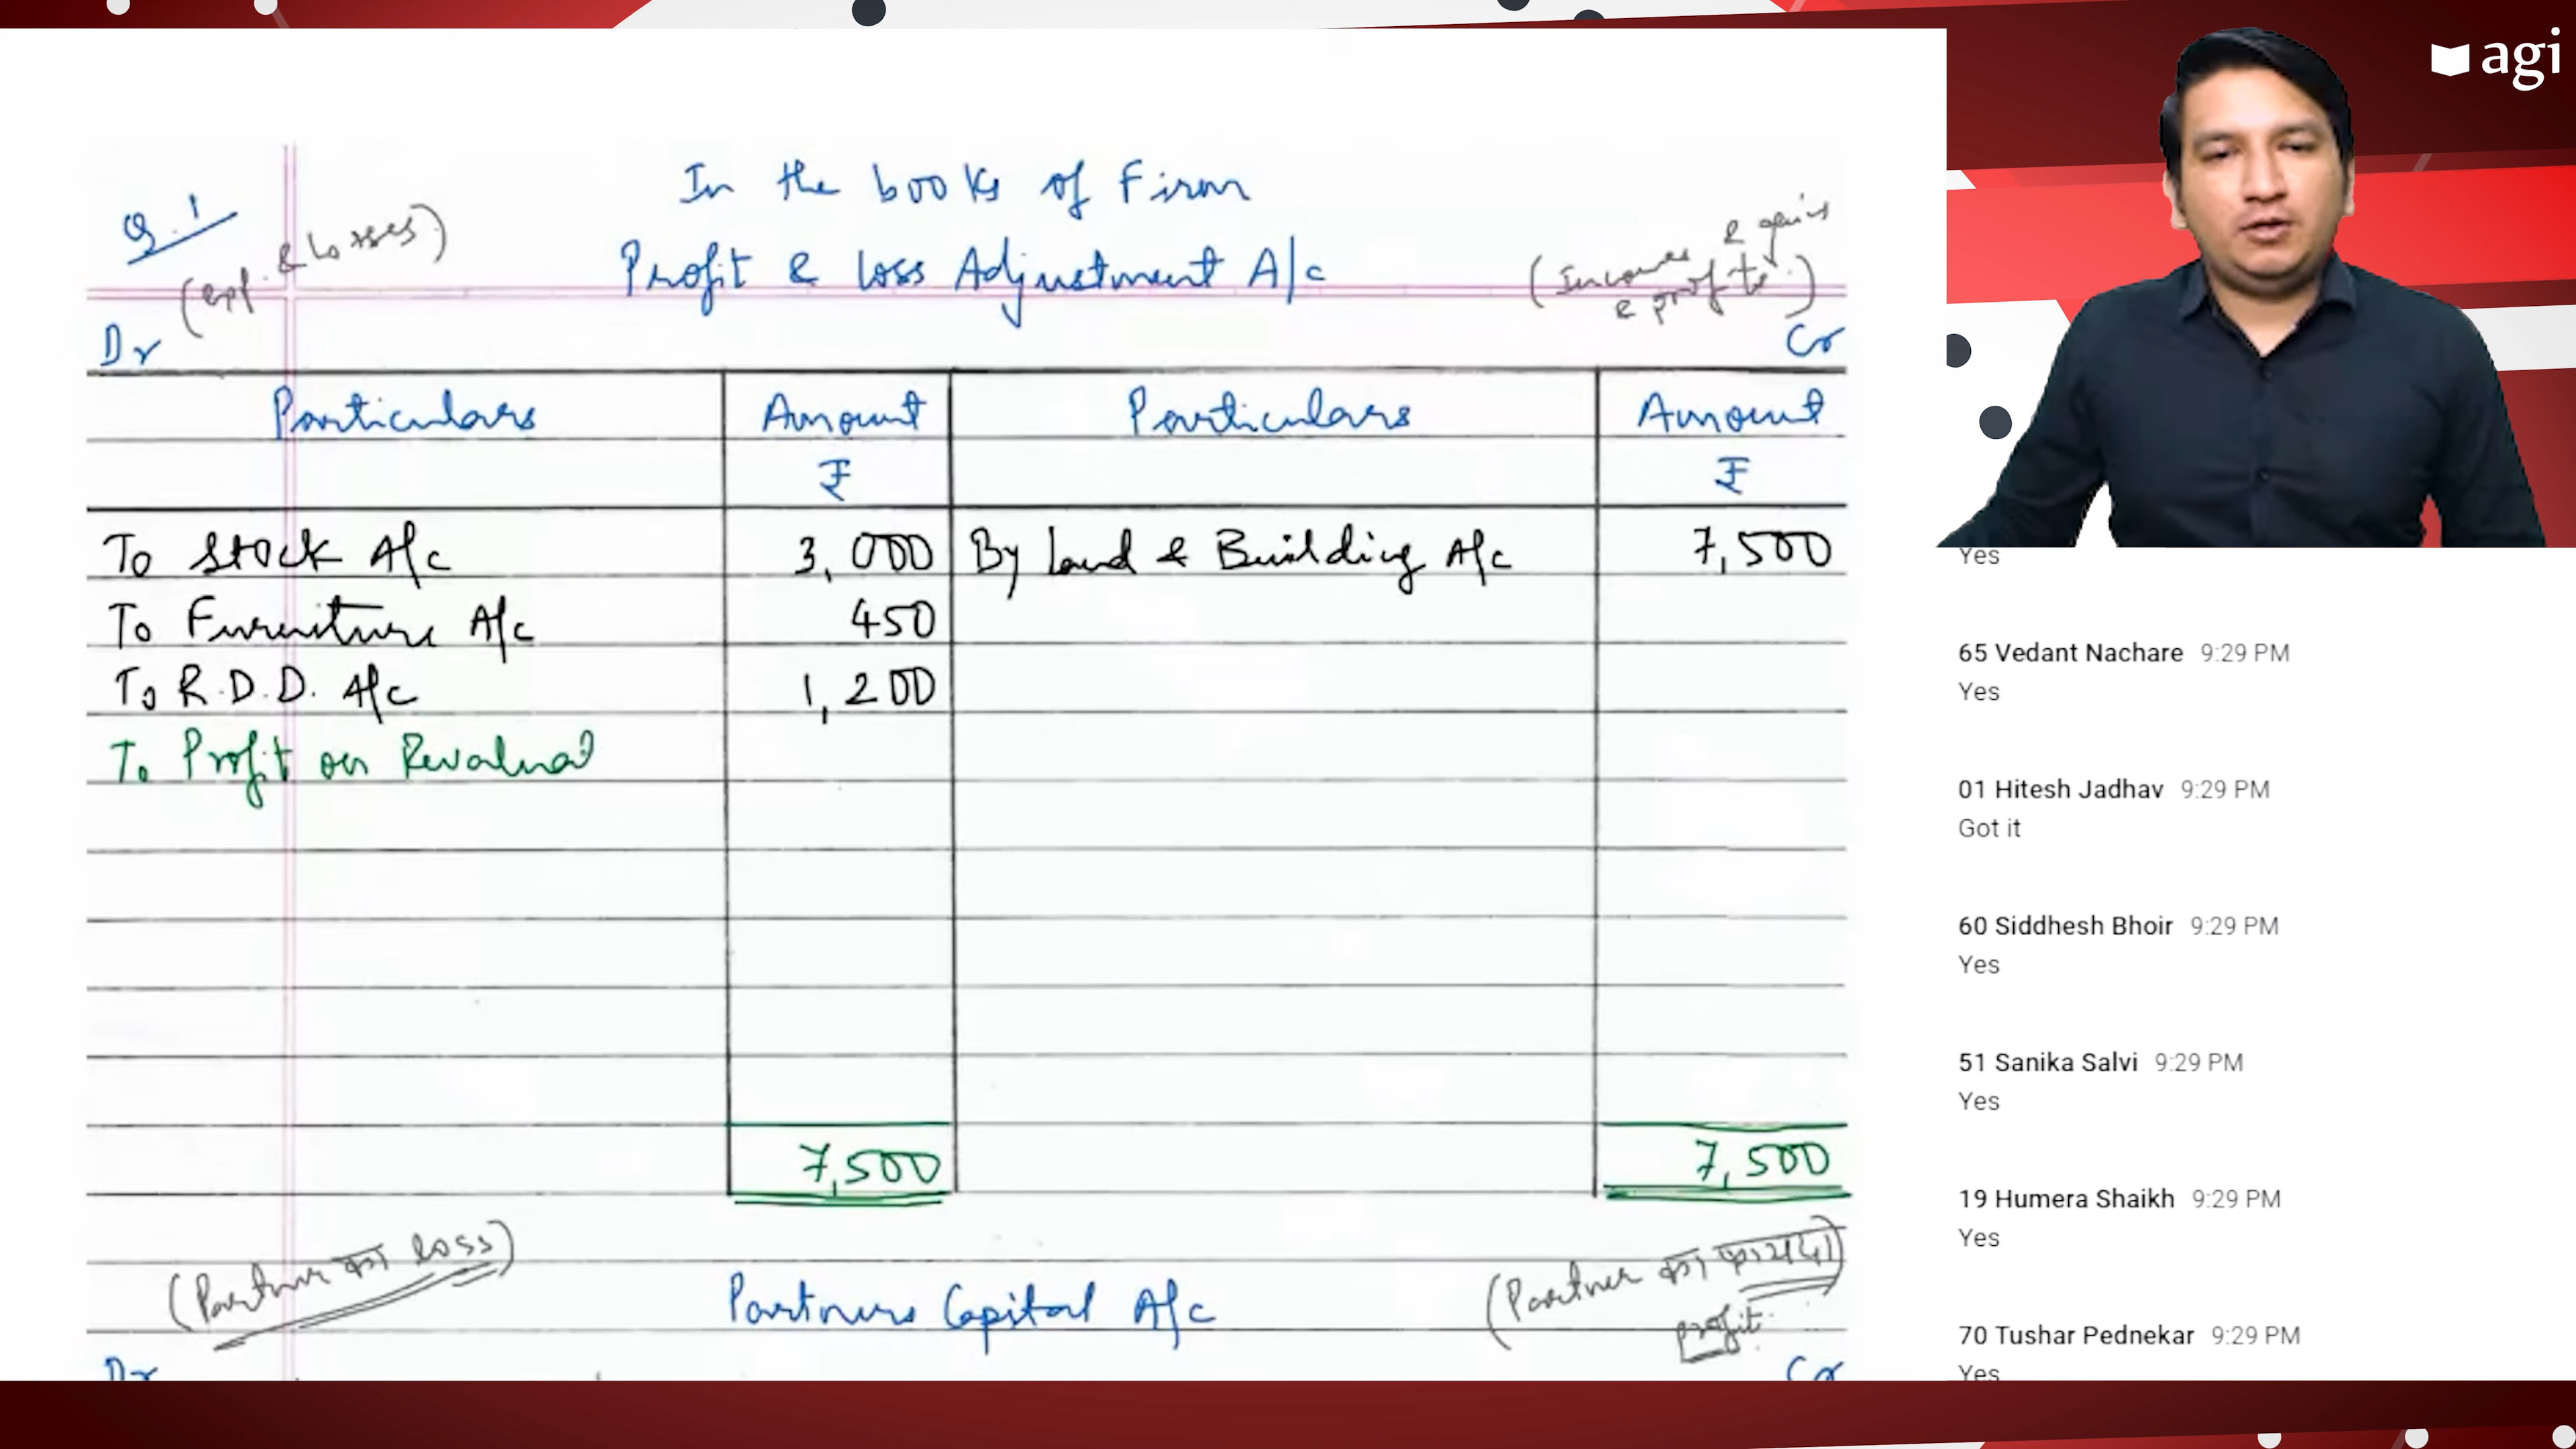 agi
In the books of Firm
Q.1
(exp. & losses)
Profit & loss Adjustment A/c
(Incomes & gains
& profits)
Dr
Cr
Particulars Amount Particulars Amount
₹ ₹
To Stock A/c 3,000 By Land & Building A/c 7,500
To Furniture A/c 450
To R.D.D. A/c 1,200
To Profit on
7,500 7,500
(Partner का loss)
Partners Capital A/c
(Partner का फायदा)
profit
Dr
Cr
Yes
65 Vedant Nachare 9:29 PM
Yes
01 Hitesh Jadhav 9:29 PM
Got it
60 Siddhesh Bhoir 9:29 PM
Yes
51 Sanika Salvi 9:29 PM
Yes
19 Humera Shaikh 9:29 PM
Yes
70 Tushar Pednekar 9:29 PM
Yes